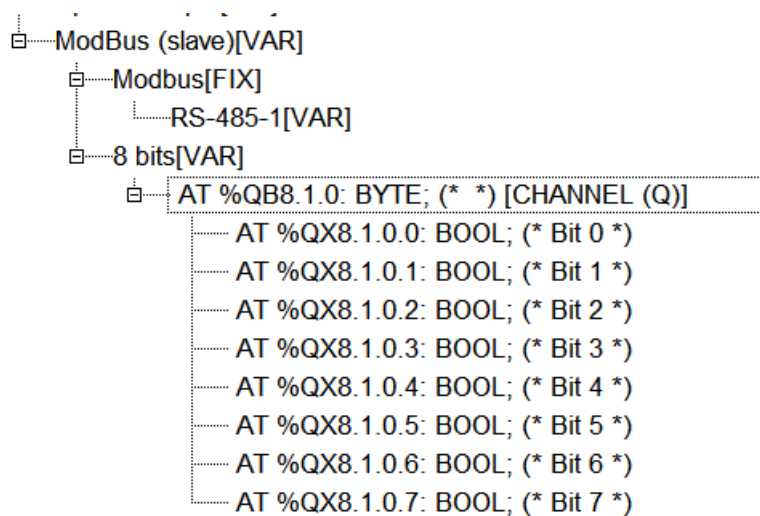 ModBus (slave)[VAR]
Modbus[FIX]
RS-485-1[VAR]
8 bits[VAR]
AT %QB8.1.0: BYTE; (*  *) [CHANNEL (Q)]
AT %QX8.1.0.0: BOOL; (* Bit 0 *)
AT %QX8.1.0.1: BOOL; (* Bit 1 *)
AT %QX8.1.0.2: BOOL; (* Bit 2 *)
AT %QX8.1.0.3: BOOL; (* Bit 3 *)
AT %QX8.1.0.4: BOOL; (* Bit 4 *)
AT %QX8.1.0.5: BOOL; (* Bit 5 *)
AT %QX8.1.0.6: BOOL; (* Bit 6 *)
AT %QX8.1.0.7: BOOL; (* Bit 7 *)